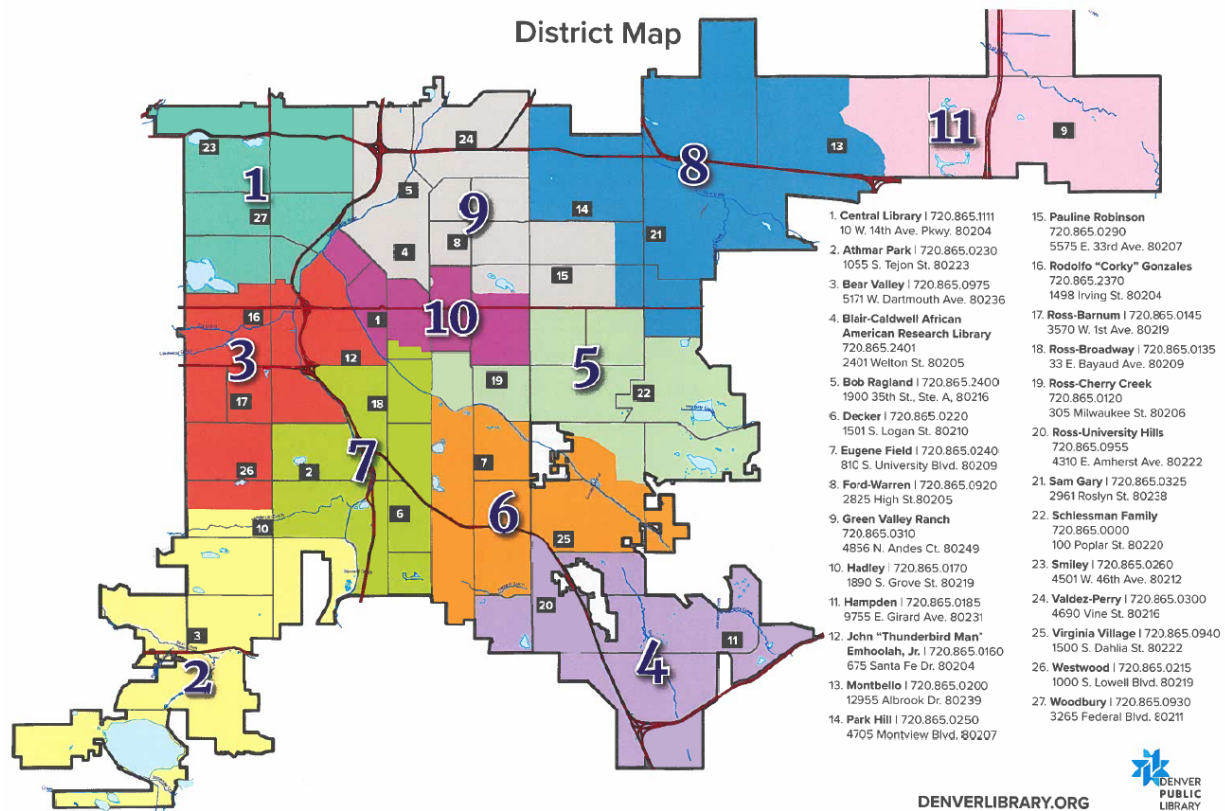 District Map
1
2
3
4
5
6
7
8
9
10
11
23
27
24
5
4
8
14
15
21
13
9
16
1
12
17
26
18
19
22
2
7
6
10
25
3
20
11
1. Central Library | 720.865.1111
10 W. 14th Ave. Pkwy. 80204
2. Athmar Park | 720.865.0230
1055 S. Tejon St. 80223
3. Bear Valley | 720.865.0975
5171 W. Dartmouth Ave. 80236
4. Blair-Caldwell African
American Research Library
720.865.2401
2401 Welton St. 80205
5. Bob Ragland | 720.865.2400
1900 35th St., Ste. A, 80216
6. Decker | 720.865.0220
1501 S. Logan St. 80210
7. Eugene Field | 720.865.0240
810 S. University Blvd. 80209
8. Ford-Warren | 720.865.0920
2825 High St.80205
9. Green Valley Ranch
720.865.0310
4856 N. Andes Ct. 80249
10. Hadley | 720.865.0170
1890 S. Grove St. 80219
11. Hampden | 720.865.0185
9755 E. Girard Ave. 80231
12. John "Thunderbird Man"
Emhoolah, Jr. | 720.865.0160
675 Santa Fe Dr. 80204
13. Montbello | 720.865.0200
12955 Albrook Dr. 80239
14. Park Hill | 720.865.0250
4705 Montview Blvd. 80207
15. Pauline Robinson
720.865.0290
5575 E. 33rd Ave. 80207
16. Rodolfo "Corky" Gonzales
720.865.2370
1498 Irving St. 80204
17. Ross-Barnum | 720.865.0145
3570 W. 1st Ave. 80219
18. Ross-Broadway | 720.865.0135
33 E. Bayaud Ave. 80209
19. Ross-Cherry Creek
720.865.0120
305 Milwaukee St. 80206
20. Ross-University Hills
720.865.0955
4310 E. Amherst Ave. 80222
21. Sam Gary | 720.865.0325
2961 Roslyn St. 80238
22. Schlessman Family
720.865.0000
100 Poplar St. 80220
23. Smiley | 720.865.0260
4501 W. 46th Ave. 80212
24. Valdez-Perry | 720.865.0300
4690 Vine St. 80216
25. Virginia Village | 720.865.0940
1500 S. Dahlia St. 80222
26. Westwood | 720.865.0215
1000 S. Lowell Blvd. 80219
27. Woodbury | 720.865.0930
3265 Federal Blvd. 80211
DENVERLIBRARY.ORG
DENVER
PUBLIC
LIBRARY